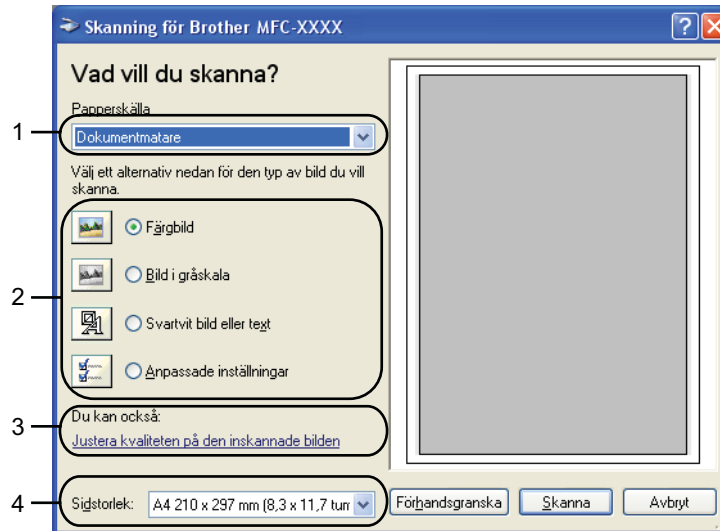 Skanning för Brother MFC-XXXX
Vad vill du skanna?
Papperskälla
1
Dokumentmatare
Välj ett alternativ nedan för den typ av bild du vill
skanna.
2
Färgbild
Bild i gråskala
Svartvit bild eller text
Anpassade inställningar
3
Du kan också:
Justera kvaliteten på den inskannade bilden
4
Sidstorlek:
A4 210 x 297 mm (8,3 x 11,7 tum
Förhandsgranska
Skanna
Avbryt